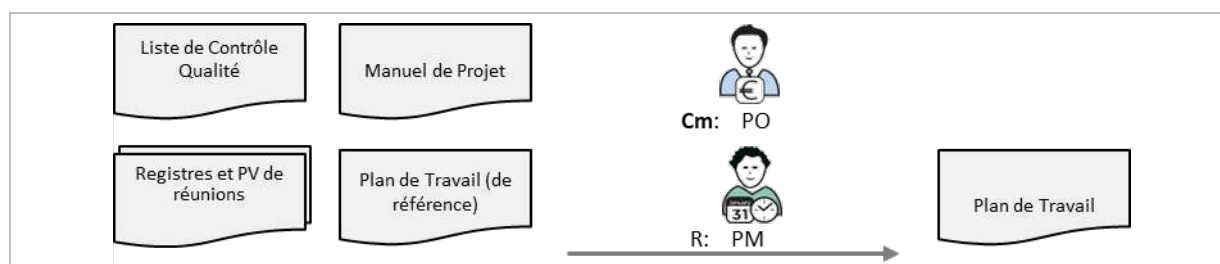 Liste de Contrôle
Qualité
Manuel de Projet
€
Cm: PO
Registres et PV de
réunions
Plan de Travail (de
référence)
31
R: PM
Plan de Travail